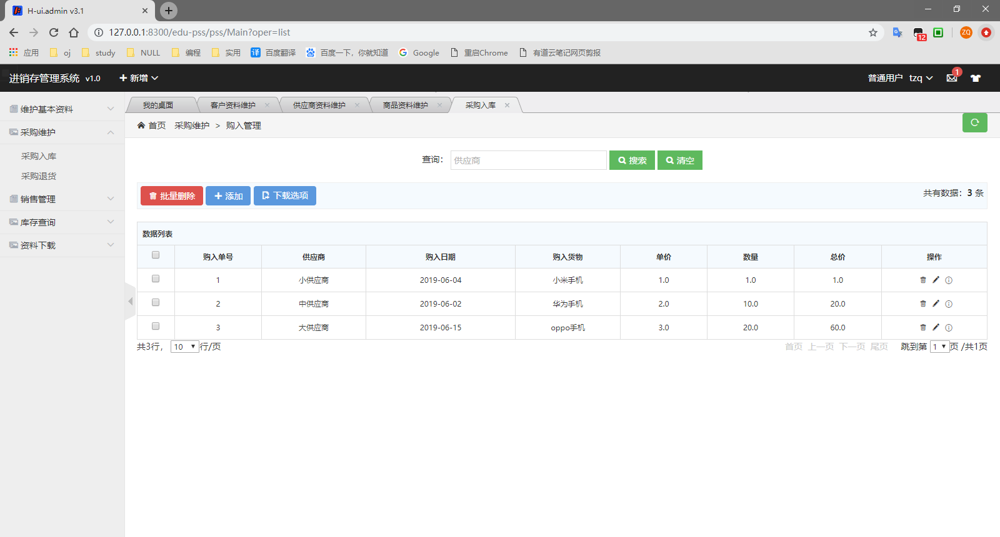 H-ui.admin v3.1
127.0.0.1:8300/edu-pss/pss/Main?oper=list
12
ZQ
应用 oj study NULL 编程 实用 译 百度翻译 百度一下，你就知道 Google 重启Chrome 有道云笔记网页剪报
进销存管理系统 v1.0 新增 普通用户 tzq 1
维护基本资料
采购维护
采购入库
采购退货
销售管理
库存查询
资料下载
我的桌面 客户资料维护 供应商资料维护 商品资料维护 采购入库
首页 采购维护 > 购入管理
查询： 供应商 搜索 清空
批量删除 添加 下载选项 共有数据：3 条
数据列表
购入单号 供应商 购入日期 购入货物 单价 数量 总价 操作
1 小供应商 2019-06-04 小米手机 1.0 1.0 1.0
2 中供应商 2019-06-02 华为手机 2.0 10.0 20.0
3 大供应商 2019-06-15 oppo手机 3.0 20.0 60.0
共3行， 10 行/页 首页 上一页 下一页 尾页 跳到第 1 页 /共1页